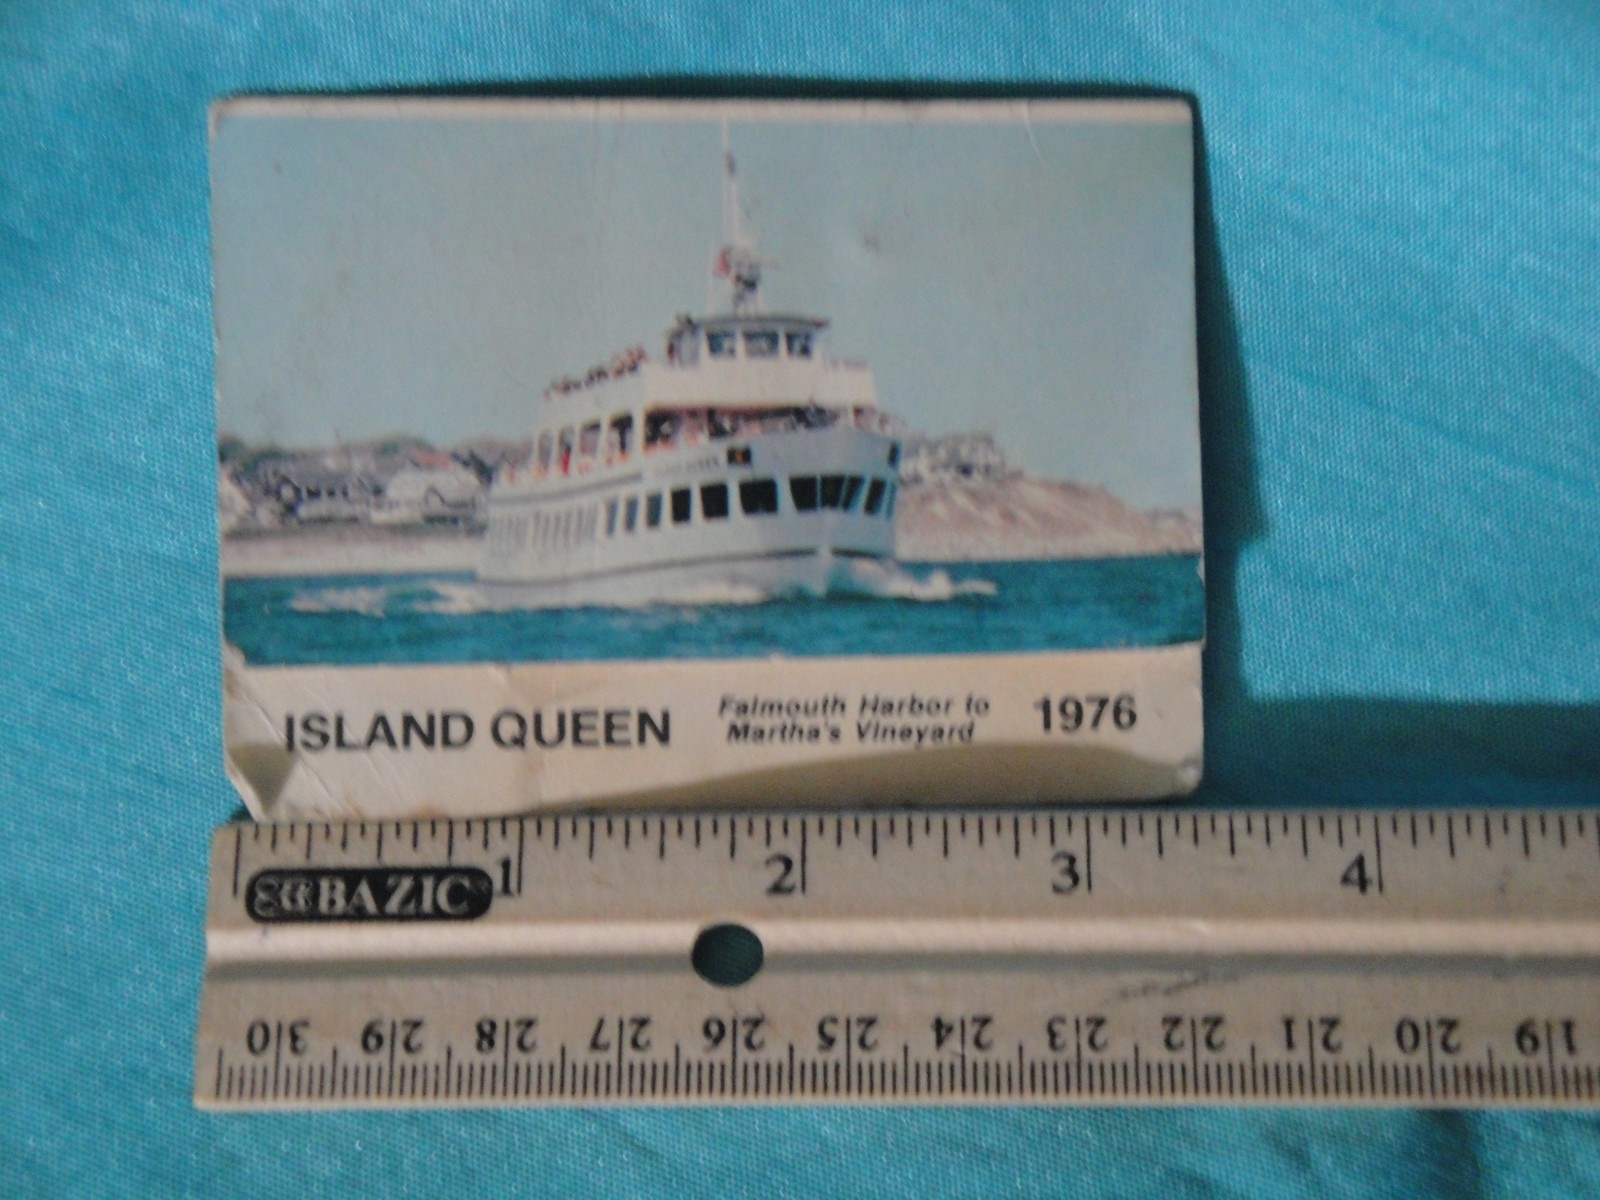 ISLAND QUEEN
Falmouth Harbor to
Martha's Vineyard
1976
BAZIC
1 2 3 4
30 29 28 27 26 25 24 23 22 21 20 19